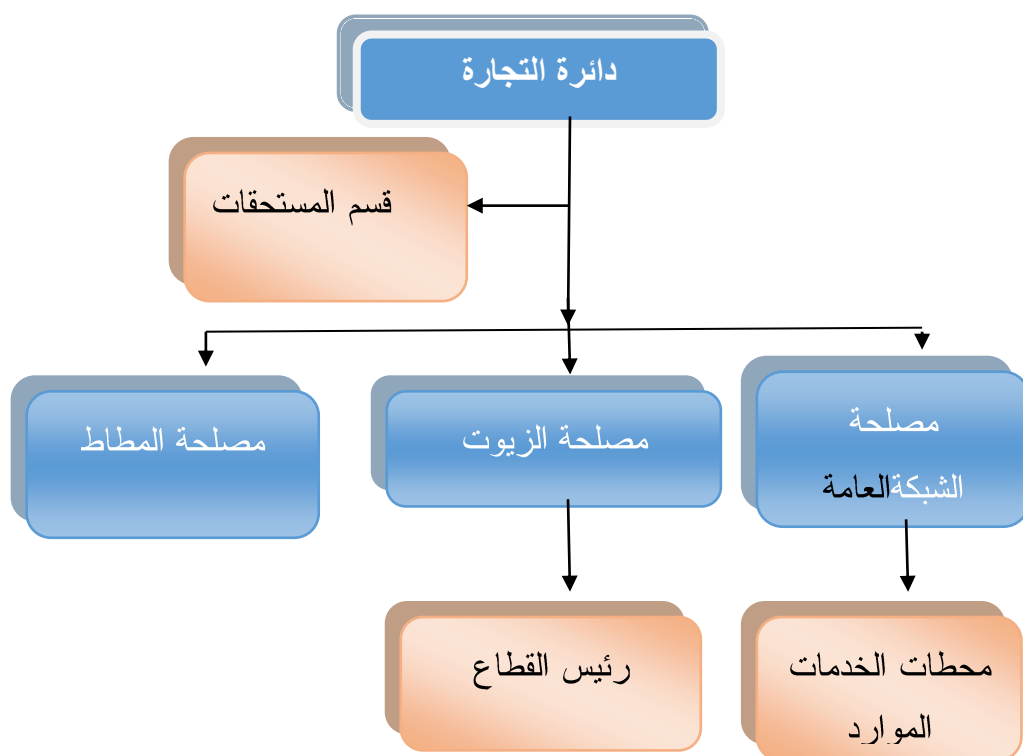 دائرة التجارة
قسم المستحقات
مصلحة
الشبكةالعامة
مصلحة الزيوت
مصلحة المطاط
محطات الخدمات
الموارد
رئيس القطاع